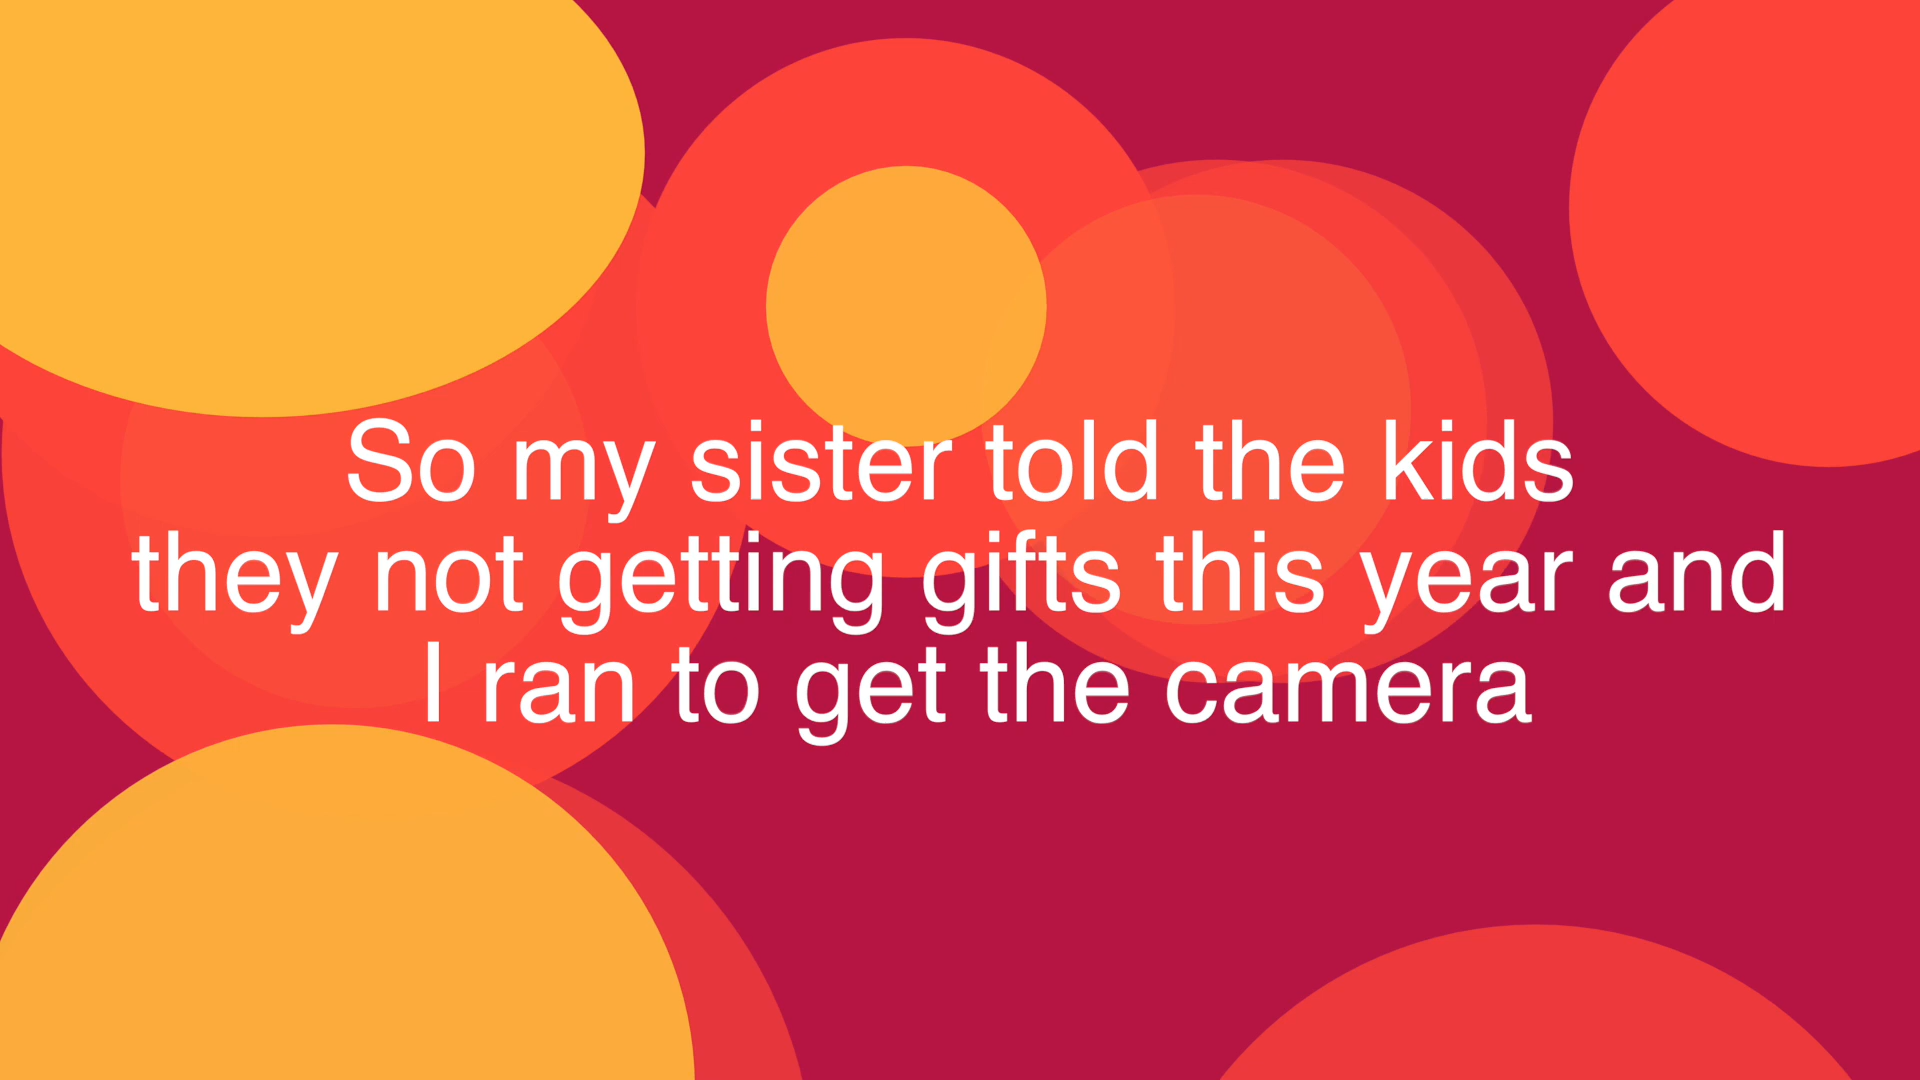 So my sister told the kids
they not getting gifts this year and
I ran to get the camera